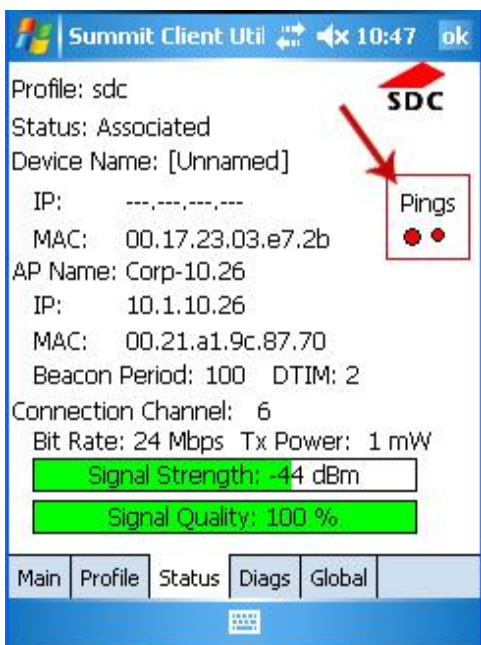 Summit Client Util 10:47 ok
Profile: sdc
SDC
Status: Associated
Device Name: [Unnamed]
IP: ---.---.---.---
Pings
MAC: 00.17.23.03.e7.2b
AP Name: Corp-10.26
IP: 10.1.10.26
MAC: 00.21.a1.9c.87.70
Beacon Period: 100 DTIM: 2
Connection Channel: 6
Bit Rate: 24 Mbps Tx Power: 1 mW
Signal Strength: -44 dBm
Signal Quality: 100 %
Main Profile Status Diags Global